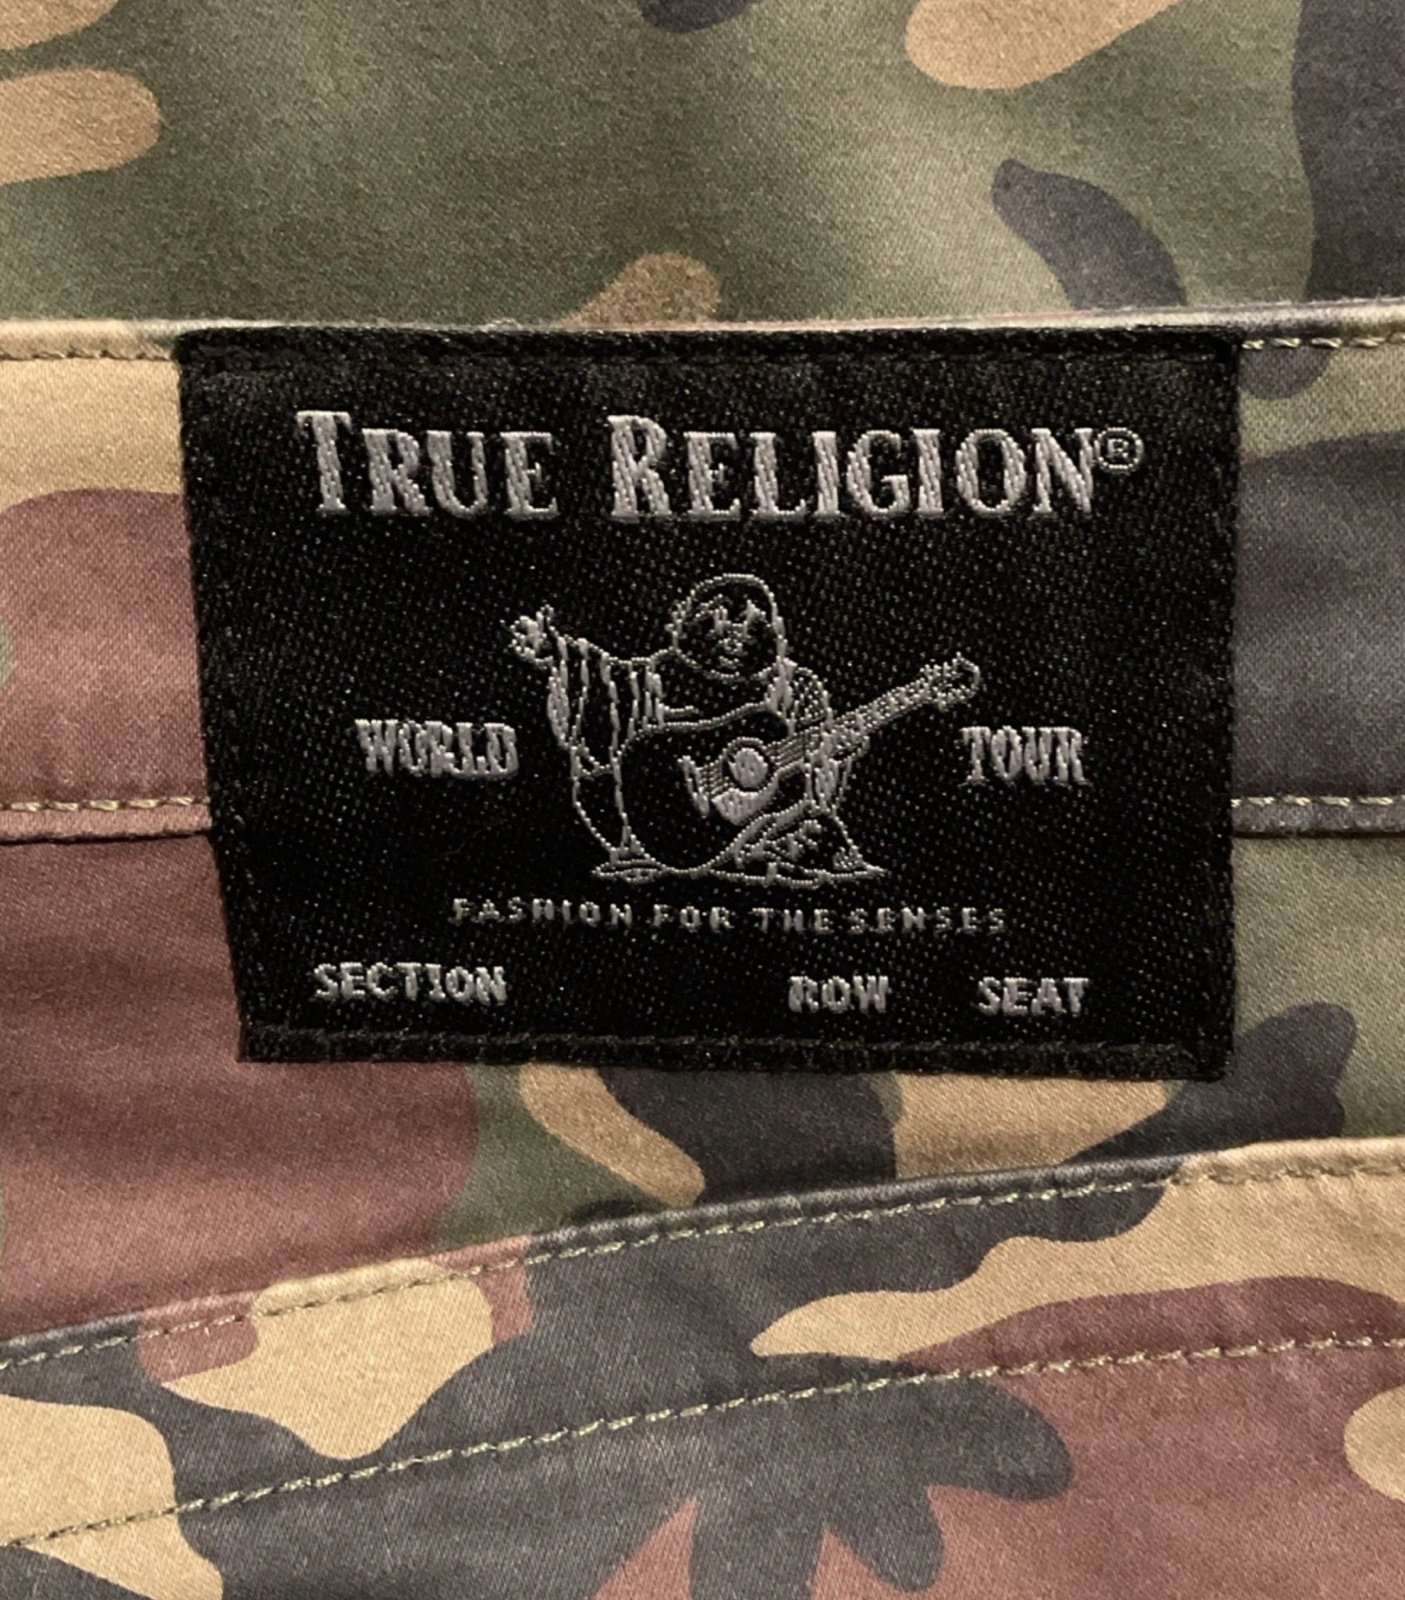 TRUE RELIGION®
WORLD TOUR
FASHION FOR THE SENSES
SECTION ROW SEAT